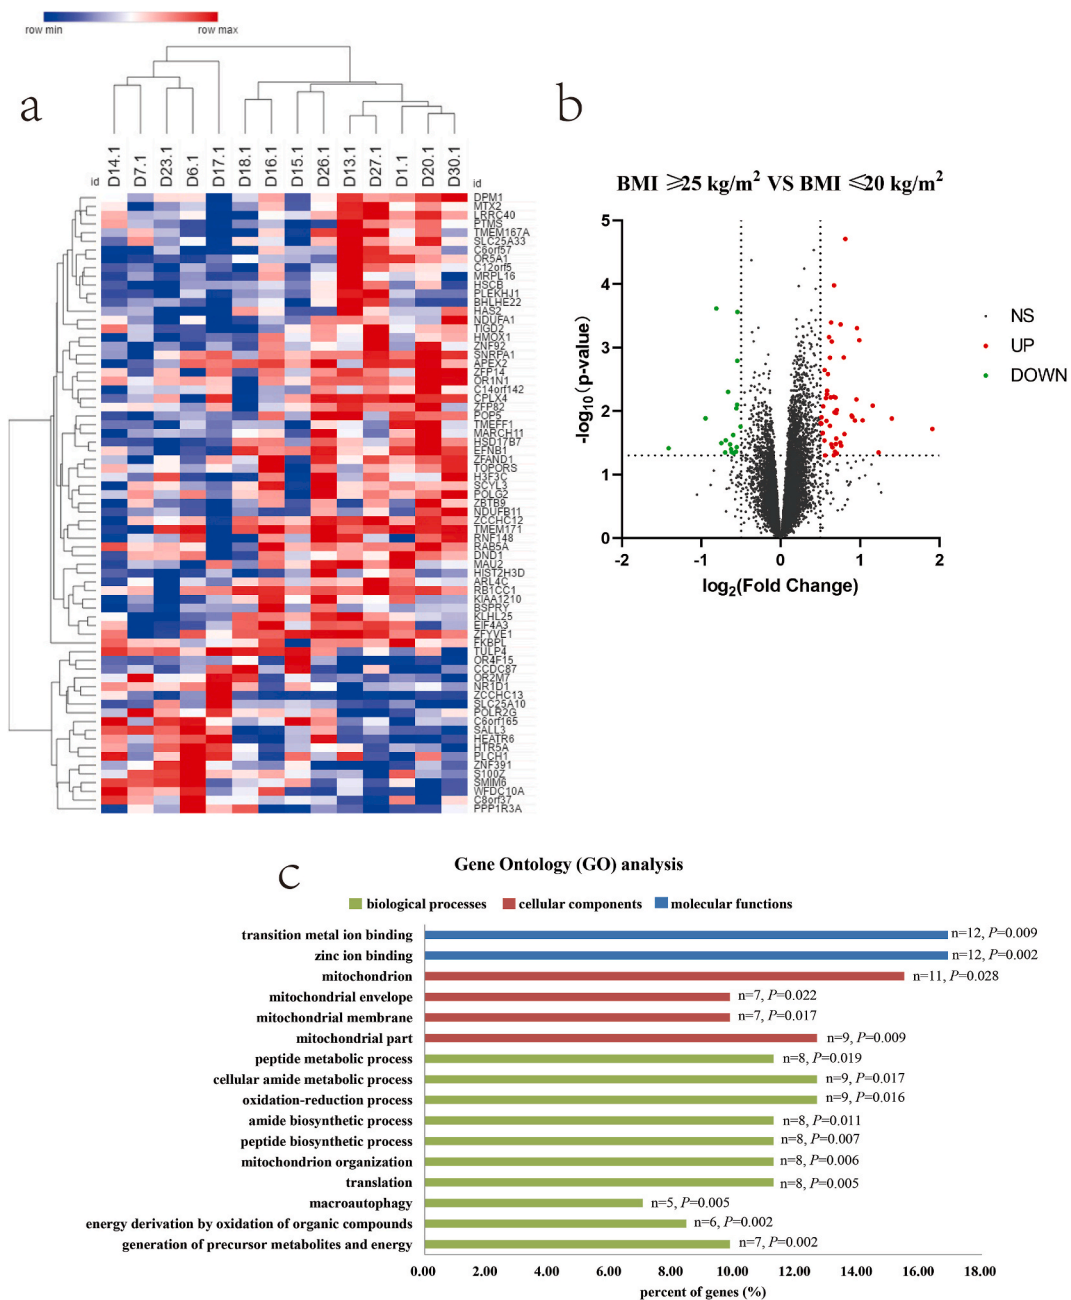 row min
row max
a
D14.1
D7.1
D23.1
D6.1
D17.1
D18.1
D16.1
D15.1
D26.1
D13.1
D27.1
D1.1
D20.1
D30.1
id
id
DPM1
MTX2
LRRC40
PTMS
TMEM167A
SLC25A33
C6orf57
OR5A1
C12orf5
MRPL16
HSCB
PLEKHJ1
BHLHE22
HAS2
NDUFA1
TIGD2
HMOX1
ZNF92
SNRPA1
APEX2
ZFP14
OR1N1
C14orf142
CPLX4
ZFP82
POP5
TMEFF1
MARCH11
HSD17B7
EFNB1
ZFAND1
TOPORS
H3F3C
SCYL3
POLG2
ZBTB9
NDUFB11
ZCCHC12
TMEM171
RNF148
RAB5A
DND1
MAU2
HIST2H3D
ARL4C
RB1CC1
KIAA1210
BSPRY
KLHL25
EIF4A3
ZFYVE1
FKBPL
TULP4
OR4F15
CCDC87
OR2M7
NR1D1
ZCCHC13
SLC25A10
POLR2G
C6orf165
SALL3
HEATR6
HTR5A
PLCH1
ZNF391
S100Z
SMIM6
WFDC10A
C8orf37
PPP1R3A
b
BMI ⩾25 kg/m² VS BMI ⩽20 kg/m²
-log₁₀ (p-value)
5
4
3
2
1
0
-2
-1
0
1
2
log₂(Fold Change)
NS
UP
DOWN
c
Gene Ontology (GO) analysis
biological processes
cellular components
molecular functions
transition metal ion binding n=12, P=0.009
zinc ion binding n=12, P=0.002
mitochondrion n=11, P=0.028
mitochondrial envelope n=7, P=0.022
mitochondrial membrane n=7, P=0.017
mitochondrial part n=9, P=0.009
peptide metabolic process n=8, P=0.019
cellular amide metabolic process n=9, P=0.017
oxidation-reduction process n=9, P=0.016
amide biosynthetic process n=8, P=0.011
peptide biosynthetic process n=8, P=0.007
mitochondrion organization n=8, P=0.006
translation n=8, P=0.005
macroautophagy n=5, P=0.005
energy derivation by oxidation of organic compounds n=6, P=0.002
generation of precursor metabolites and energy n=7, P=0.002
0.00 2.00 4.00 6.00 8.00 10.00 12.00 14.00 16.00 18.00
percent of genes (%)